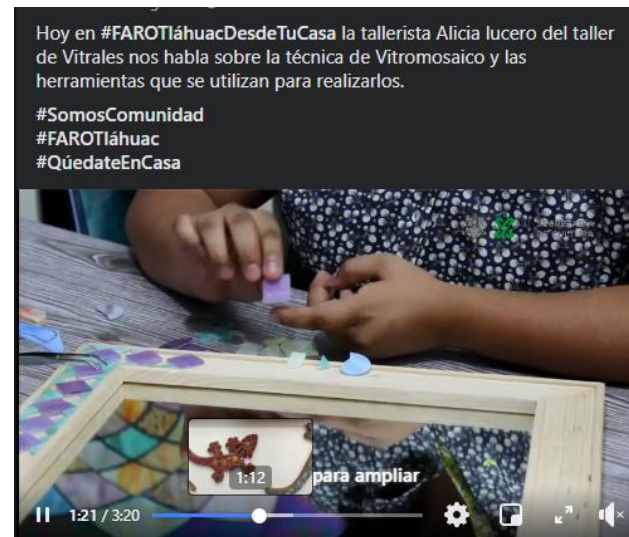 Hoy en #FAROTláhuacDesdeTuCasa la tallerista Alicia lucero del taller
de Vitrales nos habla sobre la técnica de Vitromosaico y las
herramientas que se utilizan para realizarlos.
#SomosComunidad
#FAROTláhuac
#QúedateEnCasa
1:12
para ampliar
1:21 / 3:20